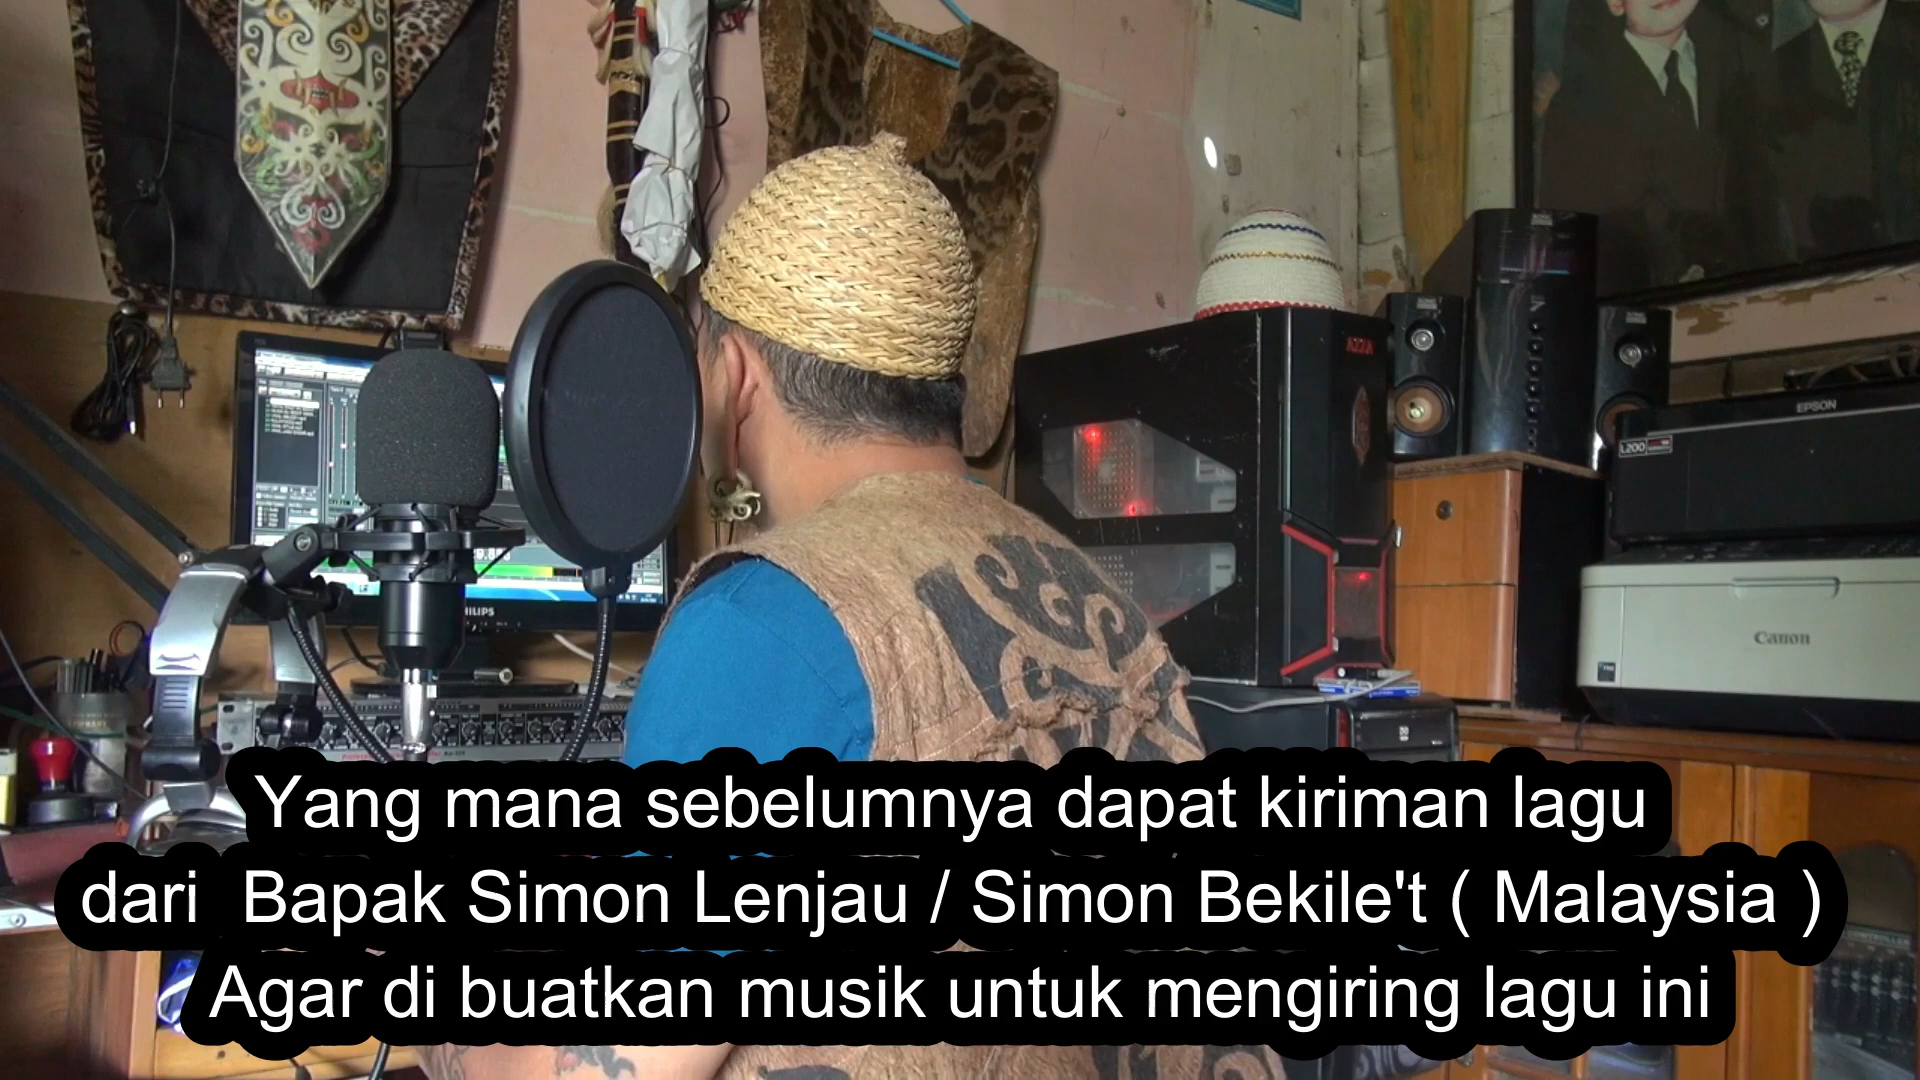 AZZA
EPSON
L200
Canon
PHILIPS
Yang mana sebelumnya dapat kiriman lagu
dari  Bapak Simon Lenjau / Simon Bekile't ( Malaysia )
Agar di buatkan musik untuk mengiring lagu ini